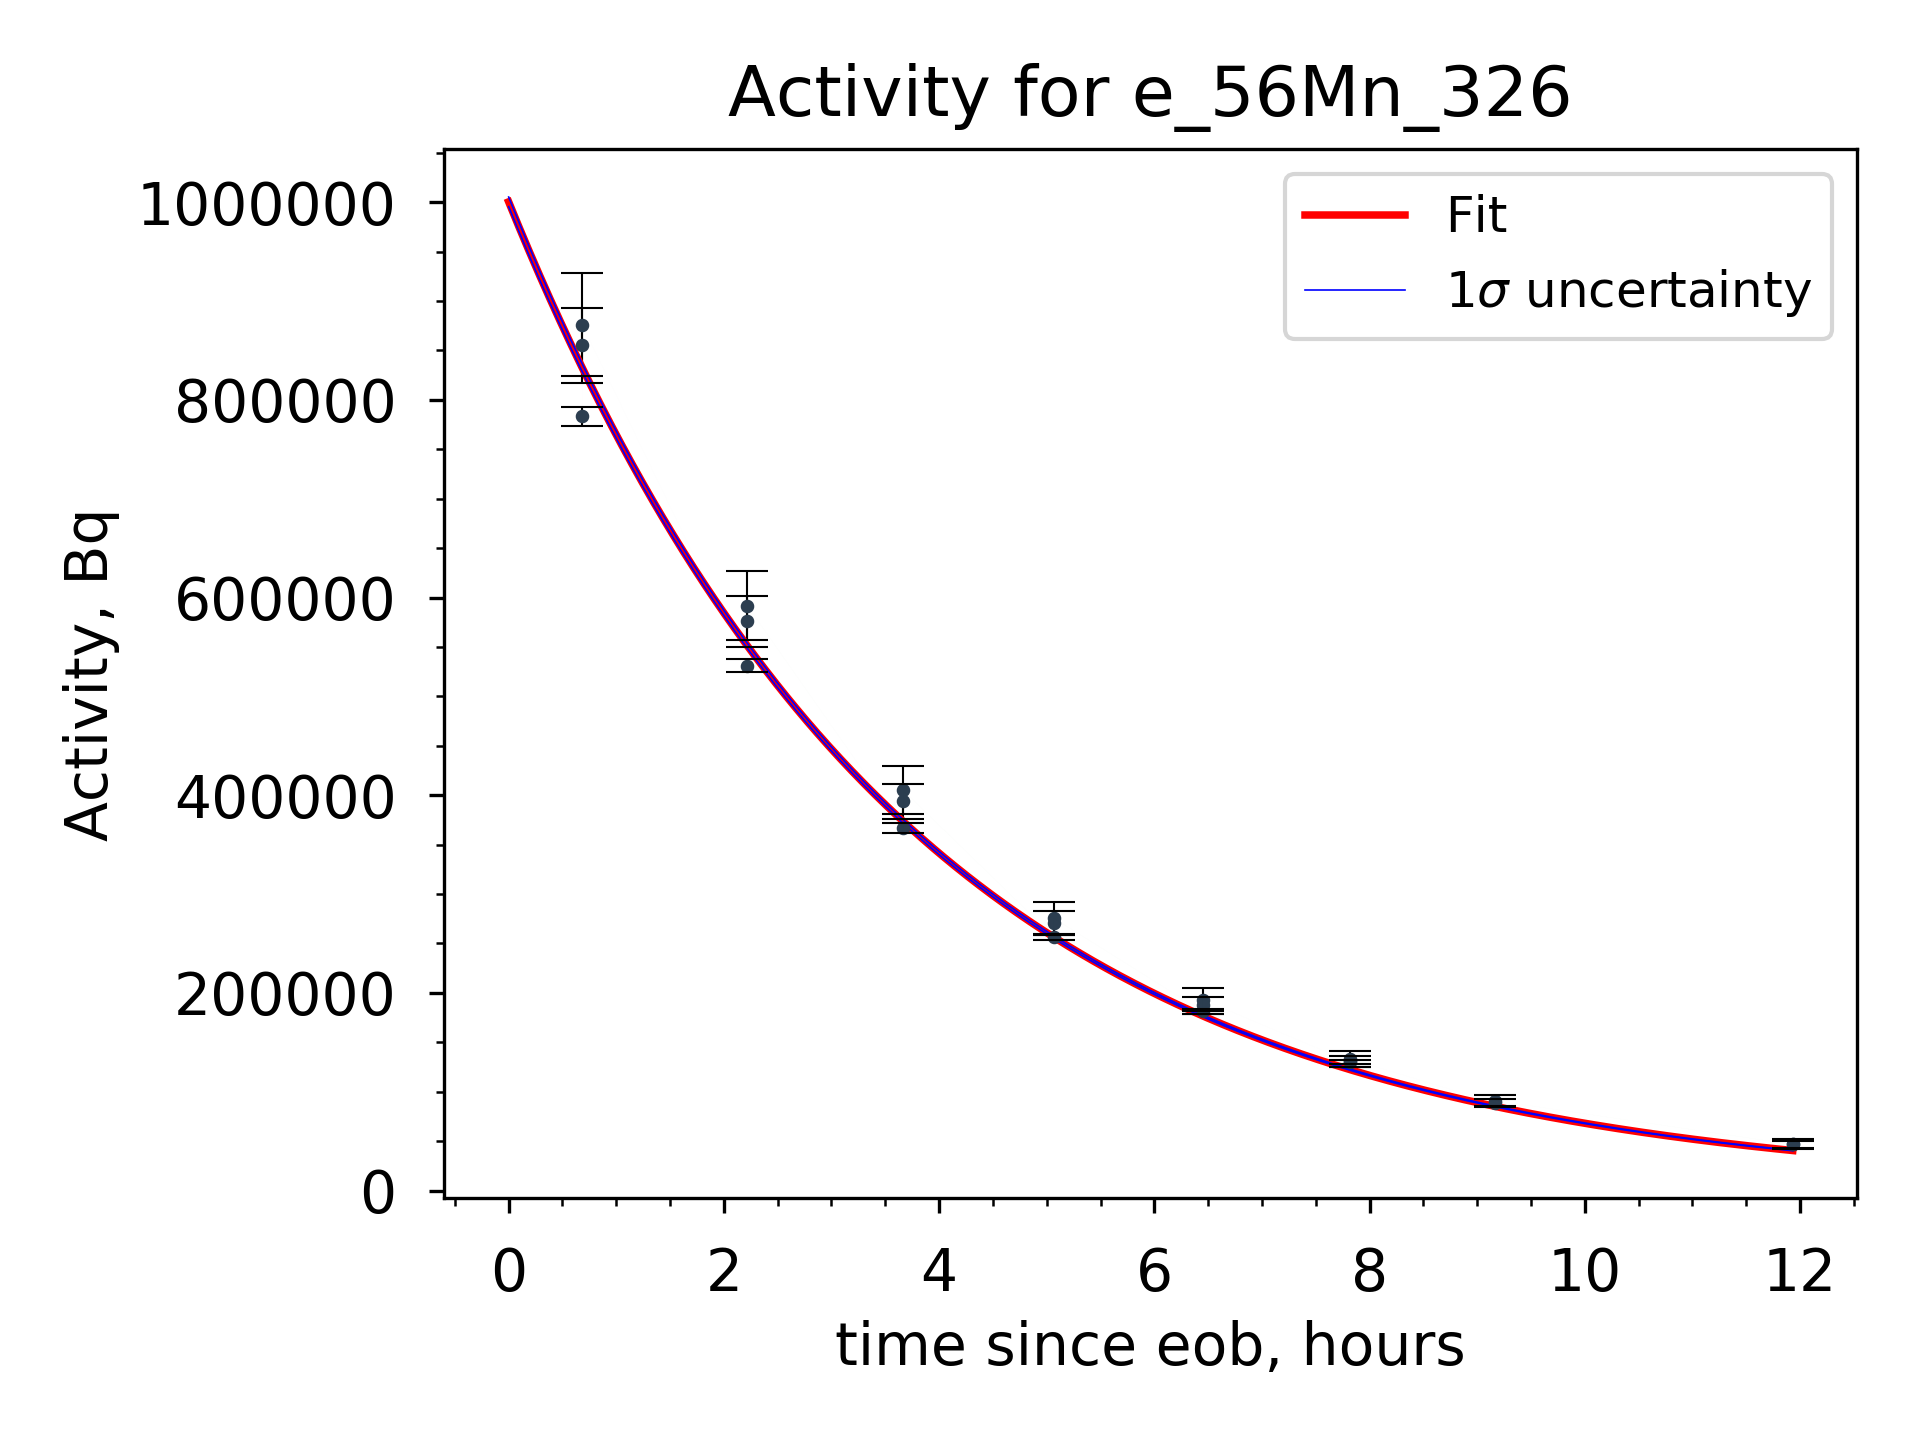 Activity for e_56Mn_326
Fit
1σ uncertainty
Activity, Bq
1000000
800000
600000
400000
200000
0
0 2 4 6 8 10 12
time since eob, hours